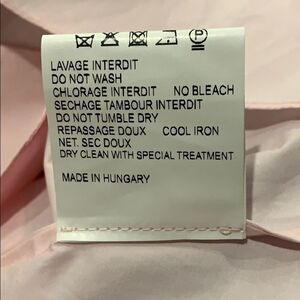 P
LAVAGE INTERDIT
DO NOT WASH
CHLORAGE INTERDIT NO BLEACH
SECHAGE TAMBOUR INTERDIT
DO NOT TUMBLE DRY
REPASSAGE DOUX COOL IRON
NET. SEC DOUX
DRY CLEAN WITH SPECIAL TREATMENT
MADE IN HUNGARY